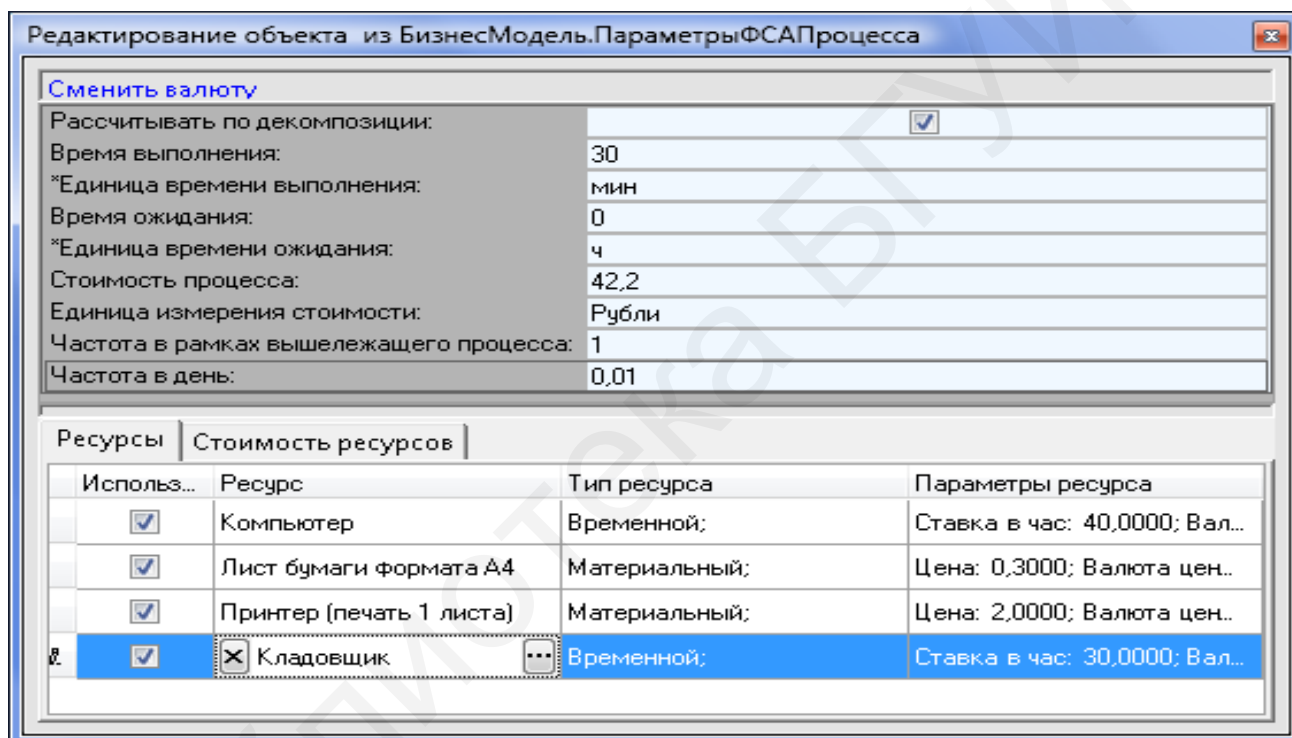 Редактирование объекта из БизнесМодель.ПараметрыФСАПроцесса
Сменить валюту
Рассчитывать по декомпозиции:
Время выполнения: 30
*Единица времени выполнения: мин
Время ожидания: 0
*Единица времени ожидания: ч
Стоимость процесса: 42,2
Единица измерения стоимости: Рубли
Частота в рамках вышележащего процесса: 1
Частота в день: 0,01
Ресурсы Стоимость ресурсов
Использ... Ресурс Тип ресурса Параметры ресурса
Компьютер Временной; Ставка в час: 40,0000; Вал...
Лист бумаги формата А4 Материальный; Цена: 0,3000; Валюта цен..
Принтер (печать 1 листа) Материальный; Цена: 2,0000; Валюта цен..
Кладовщик ... Временной; Ставка в час: 30,0000; Вал...